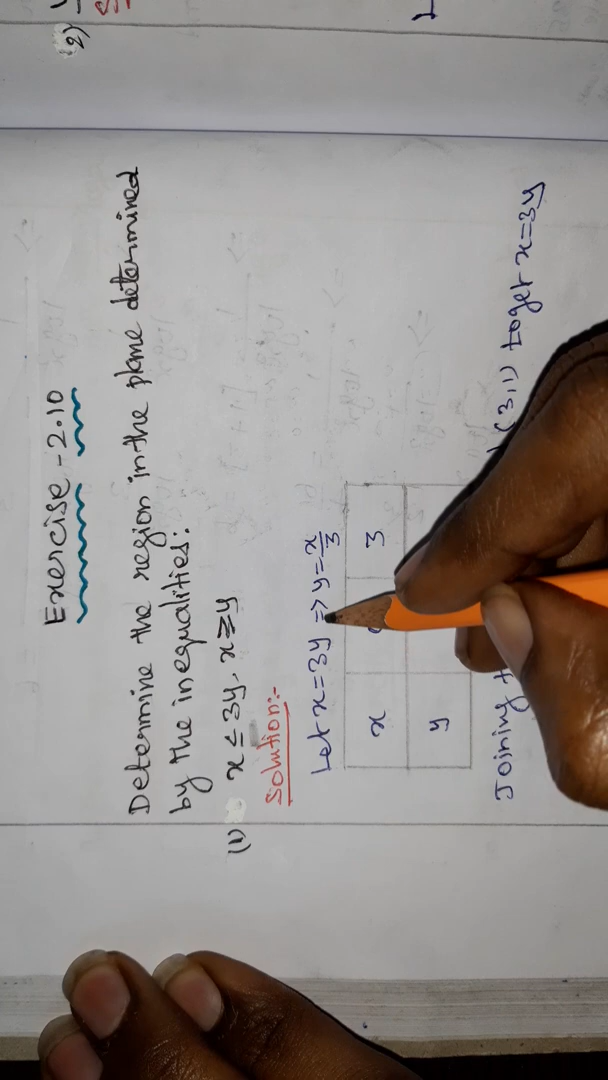 Exercise - 2.10
Determine the region in the plane determined
by the inequalities:
(1) x ≤ 3y, x ≥ y
Solution:-
Let x = 3y ⇒ y = x/3
x 3
y
Joining (3,1) to get x = 3y
2)